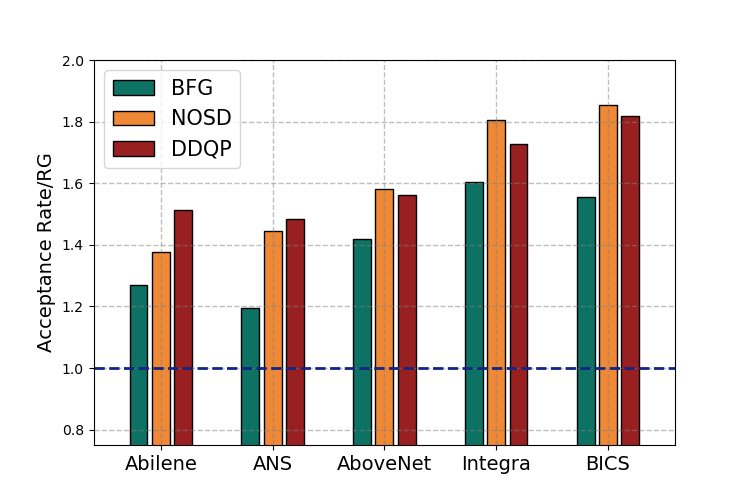 Acceptance Rate/RG
2.0
1.8
1.6
1.4
1.2
1.0
0.8
BFG
NOSD
DDQP
Abilene
ANS
AboveNet
Integra
BICS